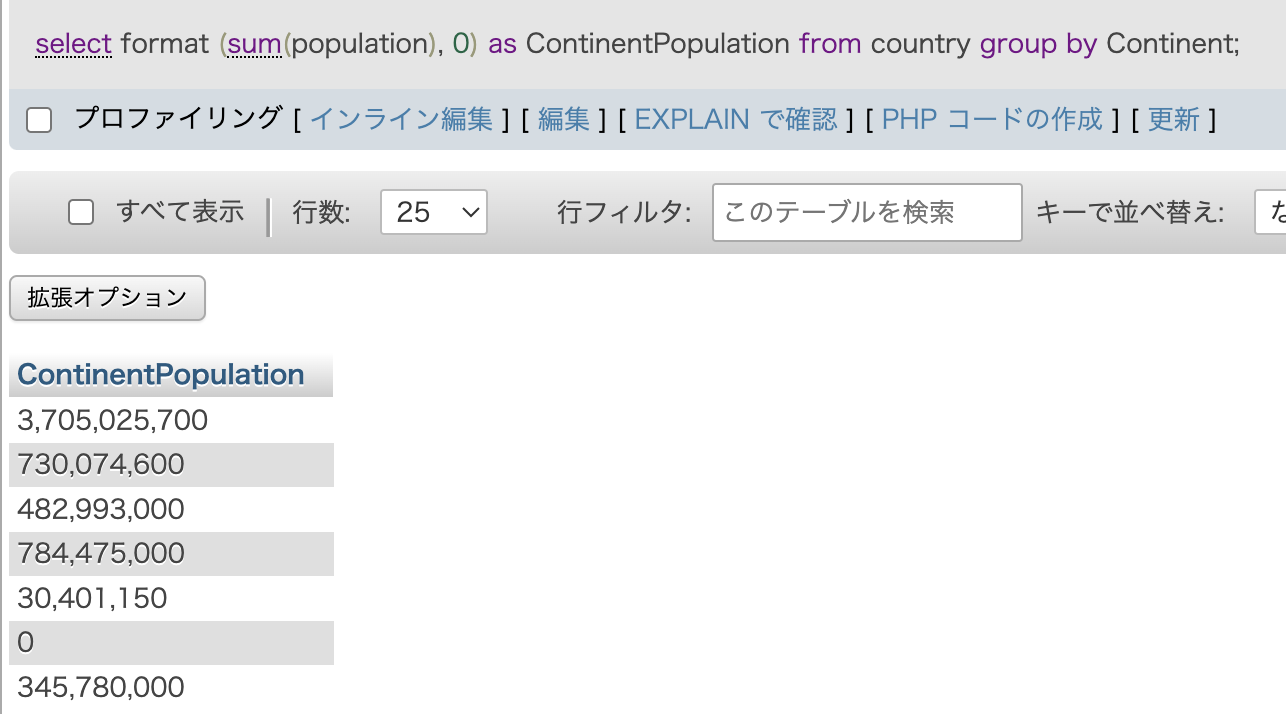 select format (sum(population), 0) as ContinentPopulation from country group by Continent;
プロファイリング [ インライン編集 ] [ 編集 ] [ EXPLAIN で確認 ] [ PHP コードの作成 ] [ 更新 ]
すべて表示 行数: 25 行フィルタ: このテーブルを検索 キーで並べ替え:
拡張オプション
ContinentPopulation
3,705,025,700
730,074,600
482,993,000
784,475,000
30,401,150
0
345,780,000